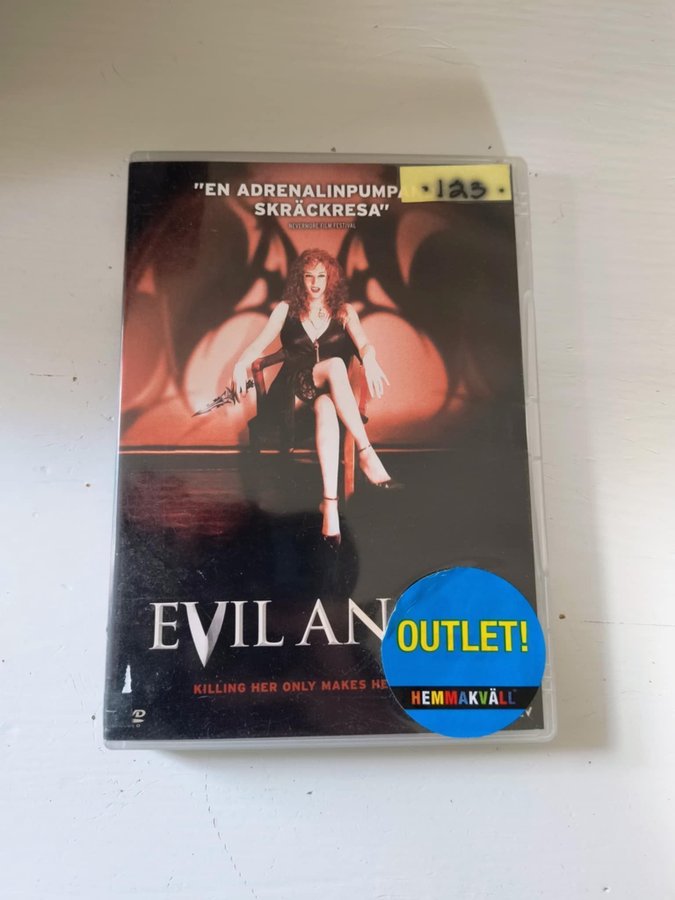 "EN ADRENALINPUMPA
SKRÄCKRESA"
NEVERMORE FILM FESTIVAL
• 123 •
EVIL AN
OUTLET!
KILLING HER ONLY MAKES HE
HEMMAKVÄLL